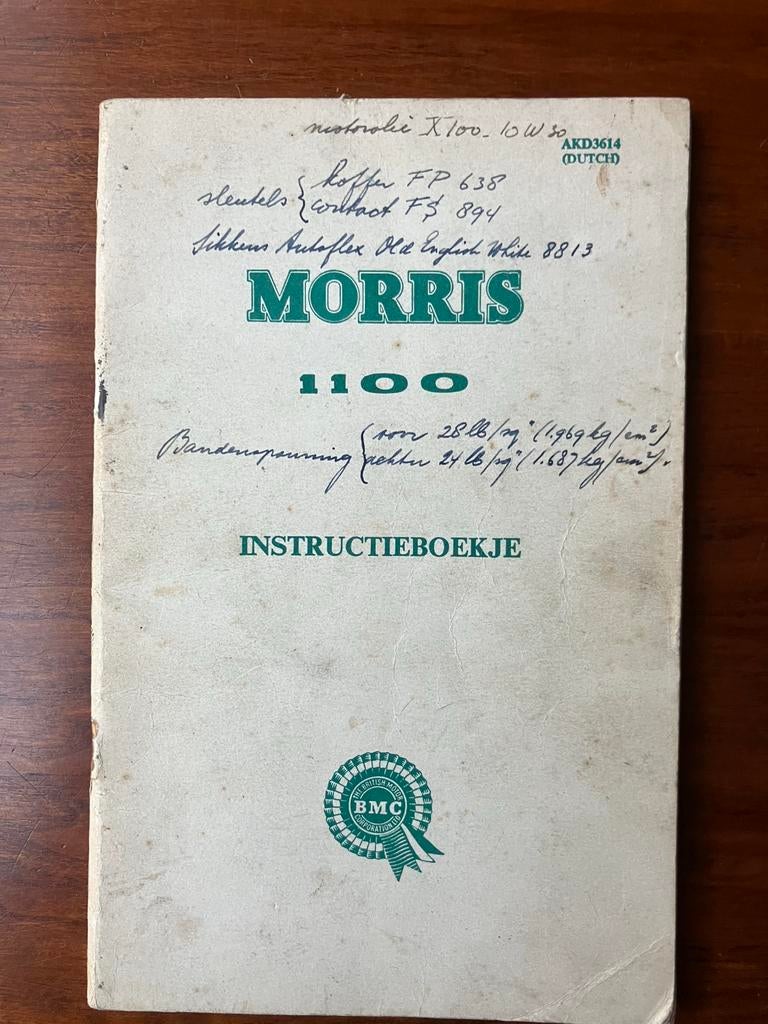 motorolie X100 - 10W30
AKD3614
(DUTCH)
sleutels { koffer FP 638
contact FS 894
Sikkens Autoflex Old English White 8813
MORRIS
1100
Bandenspanning { voor 28 lb/sq" (1.969 kg/cm²)
achter 24 lb/sq" (1.687 kg/cm²).
INSTRUCTIEBOEKJE
THE BRITISH MOTOR
BMC
CORPORATION LTD